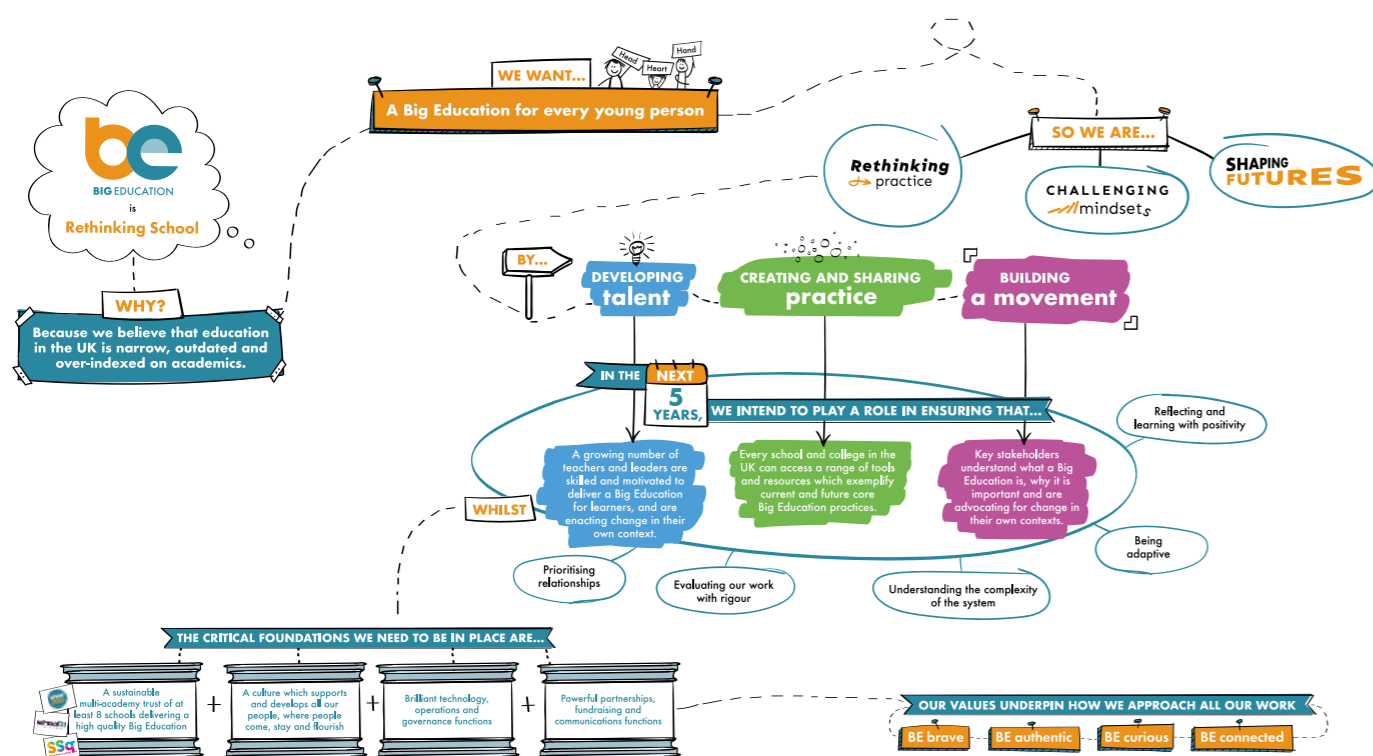 be
BIG EDUCATION
is
Rethinking School
WHY?
Because we believe that education
in the UK is narrow, outdated and
over-indexed on academics.
WE WANT...
Head
Heart
Hand
A Big Education for every young person
SO WE ARE...
Rethinking
practice
CHALLENGING
mindsets
SHAPING
FUTURES
BY...
DEVELOPING
talent
CREATING AND SHARING
practice
BUILDING
a movement
IN THE
NEXT
5
YEARS,
WE INTEND TO PLAY A ROLE IN ENSURING THAT...
A growing number of
teachers and leaders are
skilled and motivated to
deliver a Big Education
for learners, and are
enacting change in their
own context.
Every school and college in the
UK can access a range of tools
and resources which exemplify
current and future core
Big Education practices.
Key stakeholders
understand what a Big
Education is, why it is
important and are
advocating for change in
their own contexts.
WHILST
Prioritising
relationships
Evaluating our work
with rigour
Understanding the complexity
of the system
Being
adaptive
Reflecting and
learning with positivity
THE CRITICAL FOUNDATIONS WE NEED TO BE IN PLACE ARE...
A sustainable
multi-academy trust of at
least 8 schools delivering a
high quality Big Education
+
A culture which supports
and develops all our
people, where people
come, stay and flourish
+
Brilliant technology,
operations and
governance functions
+
Powerful partnerships,
fundraising and
communications functions
SSq
OUR VALUES UNDERPIN HOW WE APPROACH ALL OUR WORK
BE brave
BE authentic
BE curious
BE connected